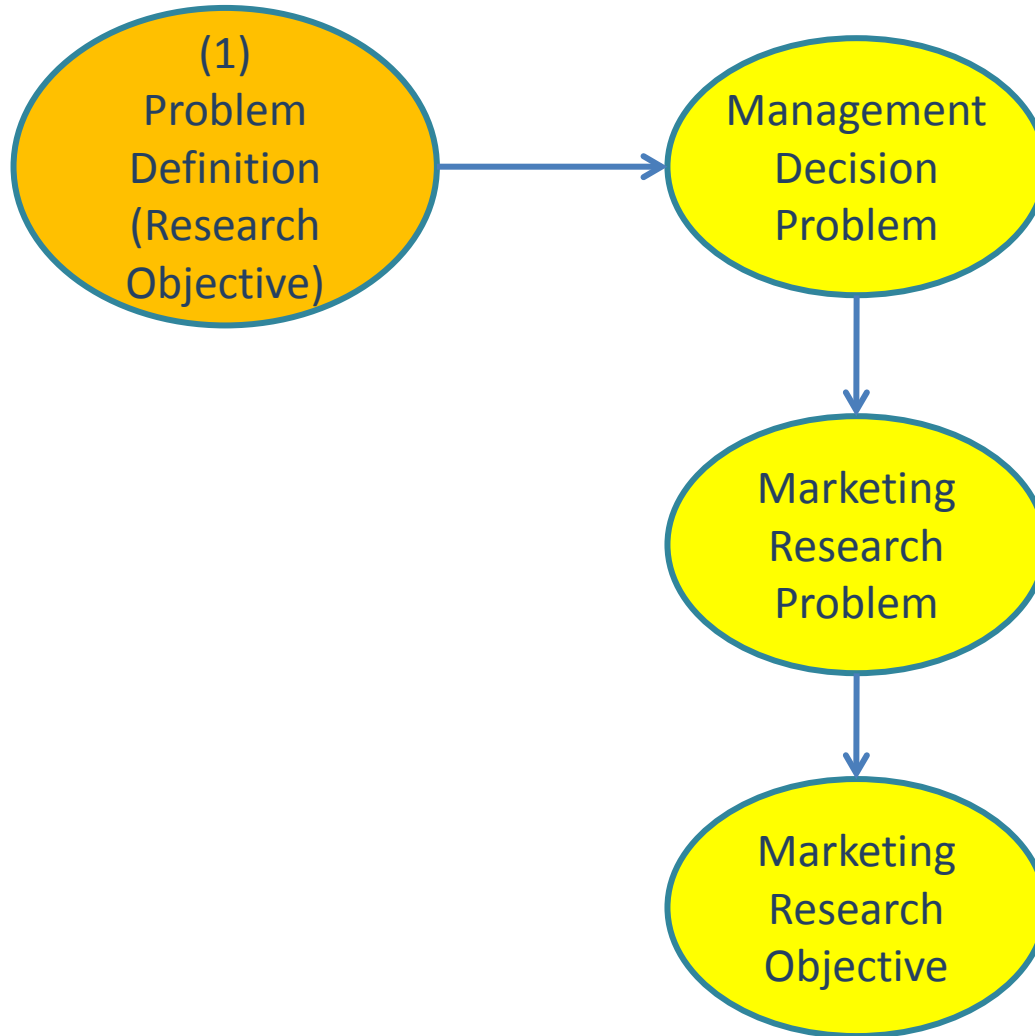 (1)
Problem
Definition
(Research
Objective)
Management
Decision
Problem
Marketing
Research
Problem
Marketing
Research
Objective